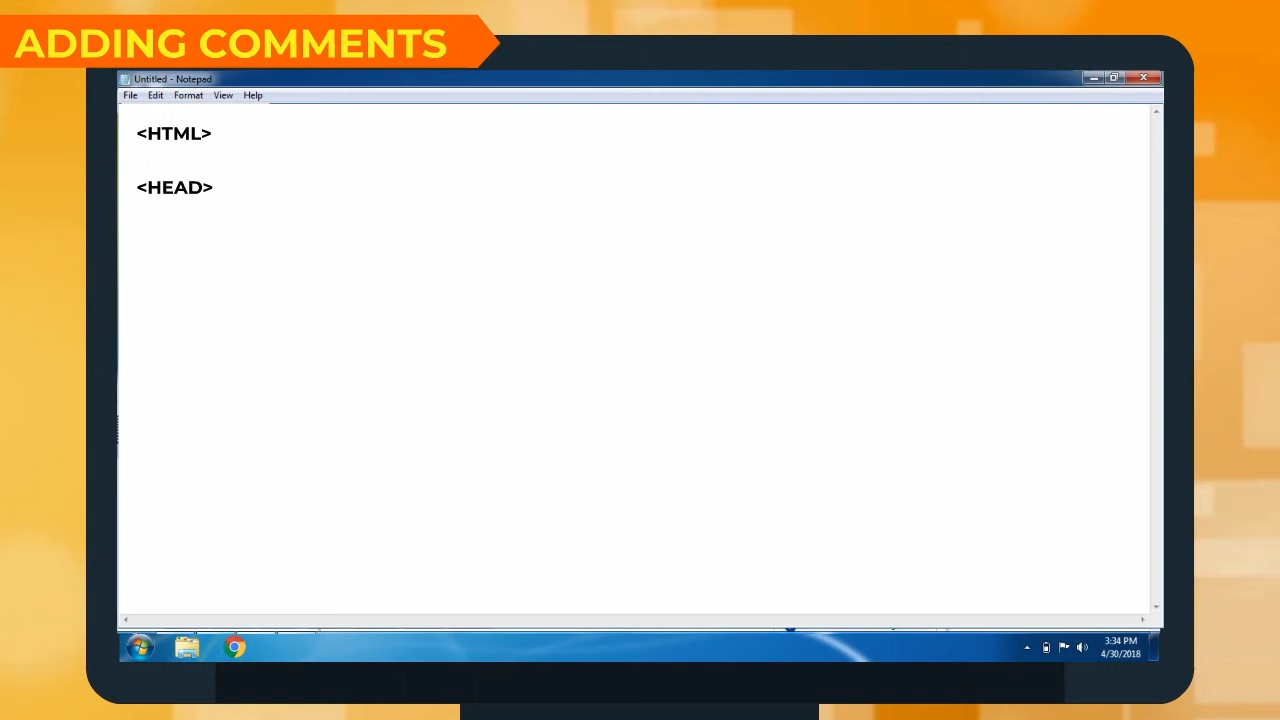 ADDING COMMENTS
Untitled - Notepad
File Edit Format View Help
<HTML>
<HEAD>
3:34 PM
4/30/2018